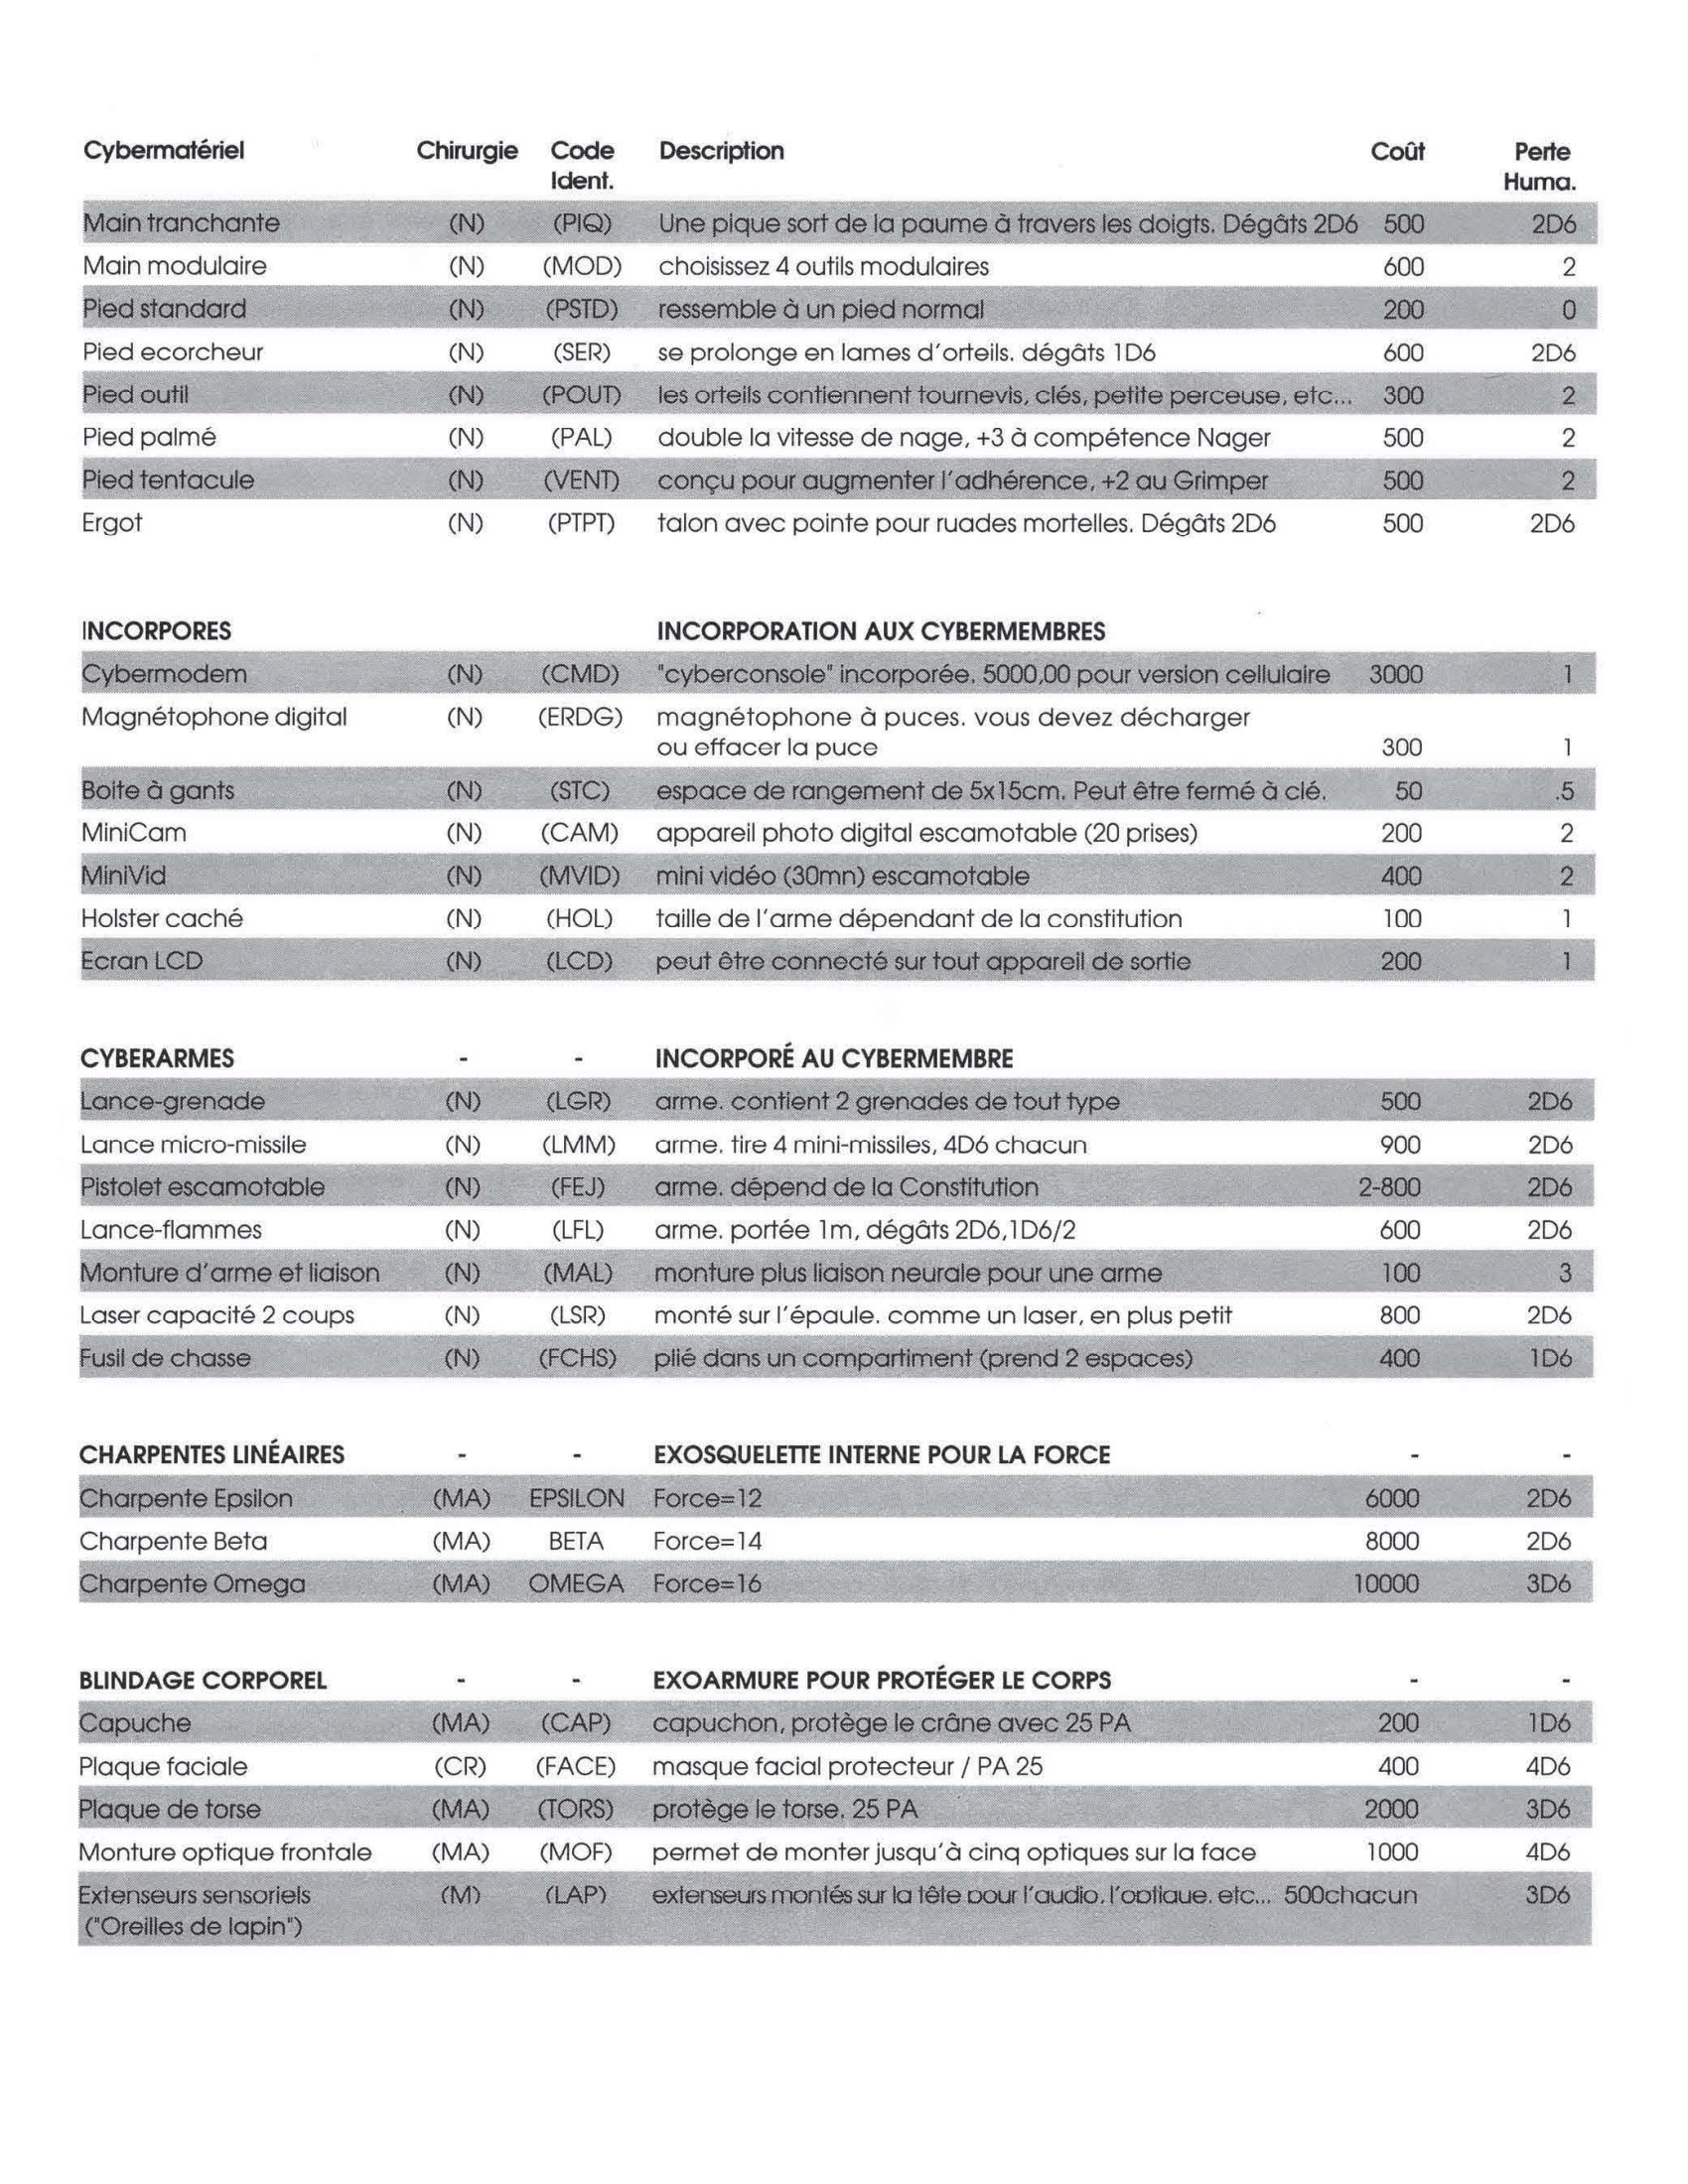 Cybermatériel Chirurgie Code Description Coût Perte
Ident. Huma.
Main tranchante (N) (PIQ) Une pique sort de la paume à travers les doigts. Dégâts 2D6 500 2D6
Main modulaire (N) (MOD) choisissez 4 outils modulaires 600 2
Pied standard (N) (PSTD) ressemble à un pied normal 200 0
Pied ecorcheur (N) (SER) se prolonge en lames d'orteils. dégâts 1D6 600 2D6
Pied outil (N) (POUT) les orteils contiennent tournevis, clés, petite perceuse, etc... 300 2
Pied palmé (N) (PAL) double la vitesse de nage, +3 à compétence Nager 500 2
Pied tentacule (N) (VENT) conçu pour augmenter l'adhérence, +2 au Grimper 500 2
Ergot (N) (PTPT) talon avec pointe pour ruades mortelles. Dégâts 2D6 500 2D6
INCORPORES INCORPORATION AUX CYBERMEMBRES
Cybermodem (N) (CMD) "cyberconsole" incorporée. 5000,00 pour version cellulaire 3000 1
Magnétophone digital (N) (ERDG) magnétophone à puces. vous devez décharger
ou effacer la puce 300 1
Boite à gants (N) (STC) espace de rangement de 5x15cm. Peut être fermé à clé. 50 .5
MiniCam (N) (CAM) appareil photo digital escamotable (20 prises) 200 2
MiniVid (N) (MVID) mini vidéo (30mn) escamotable 400 2
Holster caché (N) (HOL) taille de l'arme dépendant de la constitution 100 1
Ecran LCD (N) (LCD) peut être connecté sur tout appareil de sortie 200 1
CYBERARMES - - INCORPORÉ AU CYBERMEMBRE
Lance-grenade (N) (LGR) arme. contient 2 grenades de tout type 500 2D6
Lance micro-missile (N) (LMM) arme. tire 4 mini-missiles, 4D6 chacun 900 2D6
Pistolet escamotable (N) (FEJ) arme. dépend de la Constitution 2-800 2D6
Lance-flammes (N) (LFL) arme. portée 1m, dégâts 2D6,1D6/2 600 2D6
Monture d'arme et liaison (N) (MAL) monture plus liaison neurale pour une arme 100 3
Laser capacité 2 coups (N) (LSR) monté sur l'épaule. comme un laser, en plus petit 800 2D6
Fusil de chasse (N) (FCHS) plié dans un compartiment (prend 2 espaces) 400 1D6
CHARPENTES LINÉAIRES - - EXOSQUELETTE INTERNE POUR LA FORCE - -
Charpente Epsilon (MA) EPSILON Force=12 6000 2D6
Charpente Beta (MA) BETA Force=14 8000 2D6
Charpente Omega (MA) OMEGA Force=16 10000 3D6
BLINDAGE CORPOREL - - EXOARMURE POUR PROTÉGER LE CORPS - -
Capuche (MA) (CAP) capuchon, protège le crâne avec 25 PA 200 1D6
Plaque faciale (CR) (FACE) masque facial protecteur / PA 25 400 4D6
Plaque de torse (MA) (TORS) protège le torse. 25 PA 2000 3D6
Monture optique frontale (MA) (MOF) permet de monter jusqu'à cinq optiques sur la face 1000 4D6
Extenseurs sensoriels (M) (LAP) extenseurs montés sur la tête pour l'audio, l'optique, etc... 500chacun 3D6
("Oreilles de lapin")